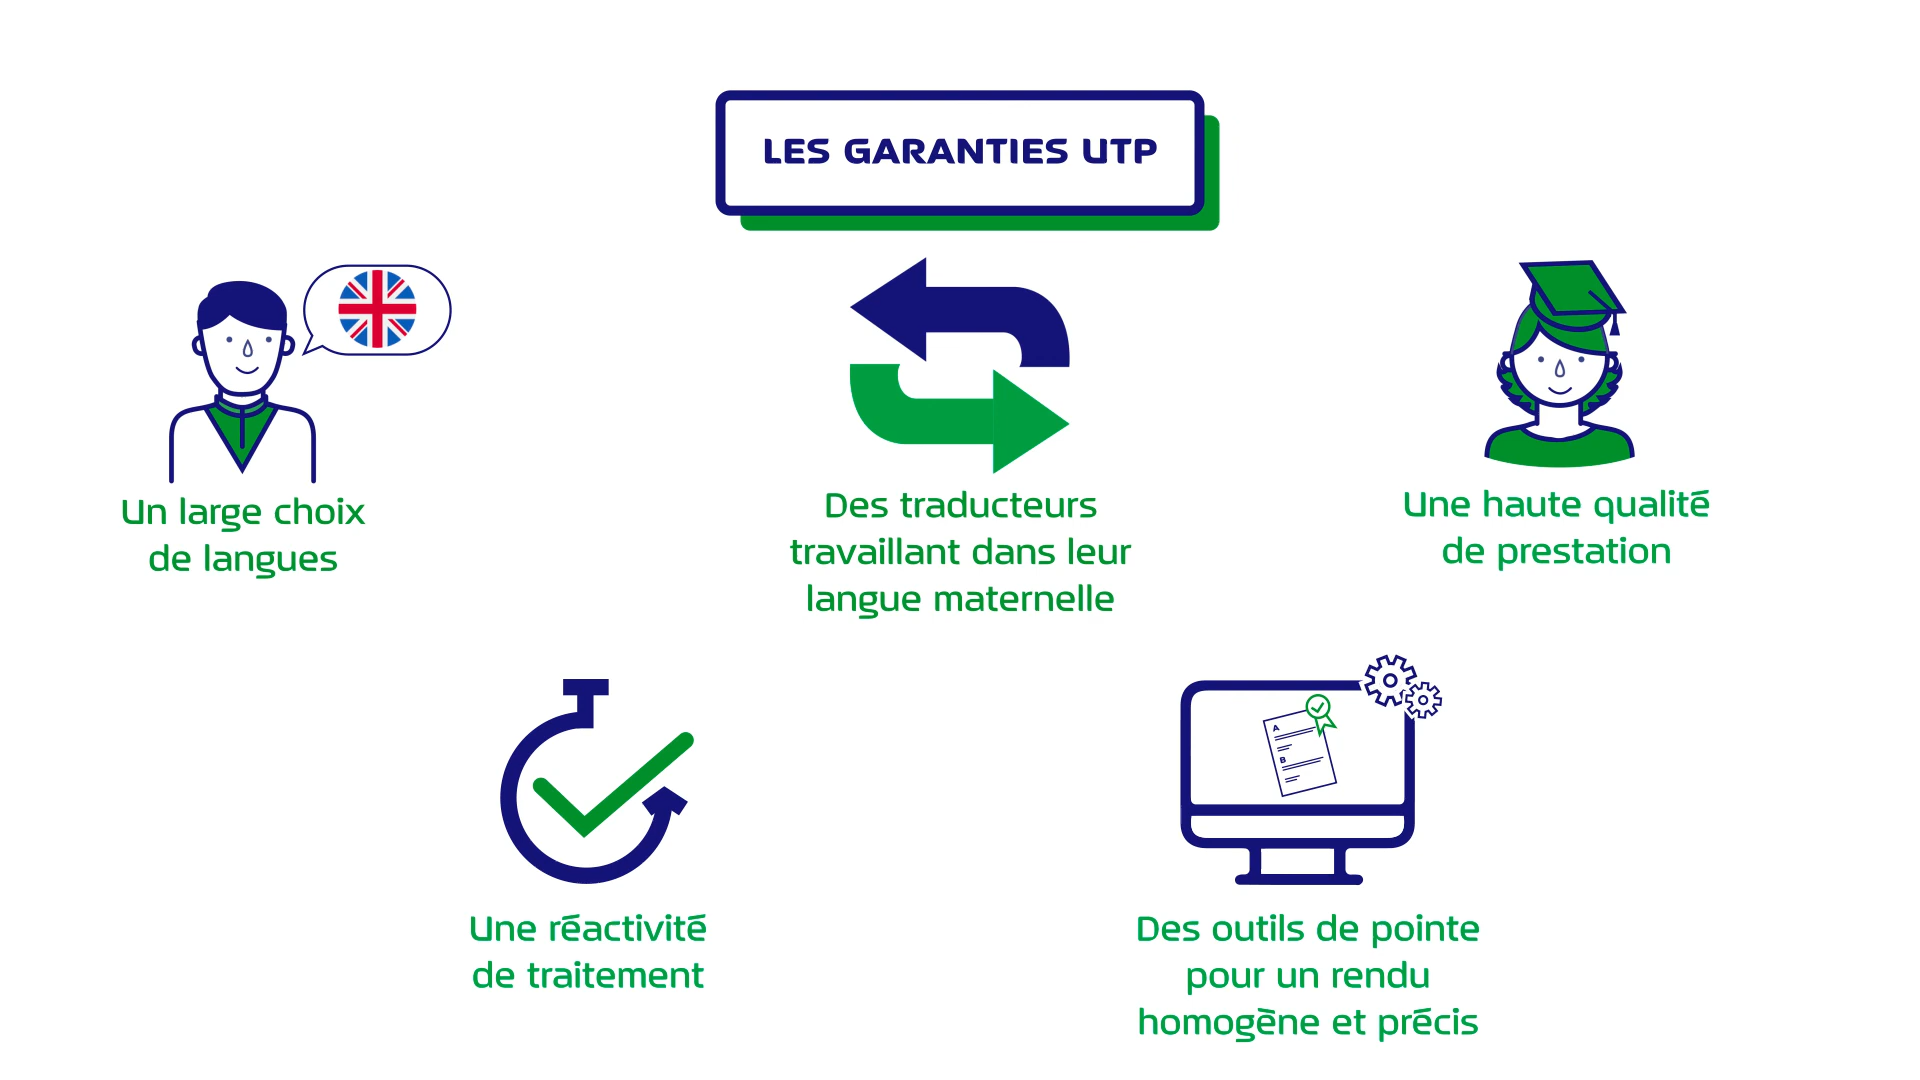 LES GARANTIES UTP
Un large choix
de langues
Des traducteurs
travaillant dans leur
langue maternelle
Une haute qualité
de prestation
Une réactivité
de traitement
A
B
Des outils de pointe
pour un rendu
homogène et précis